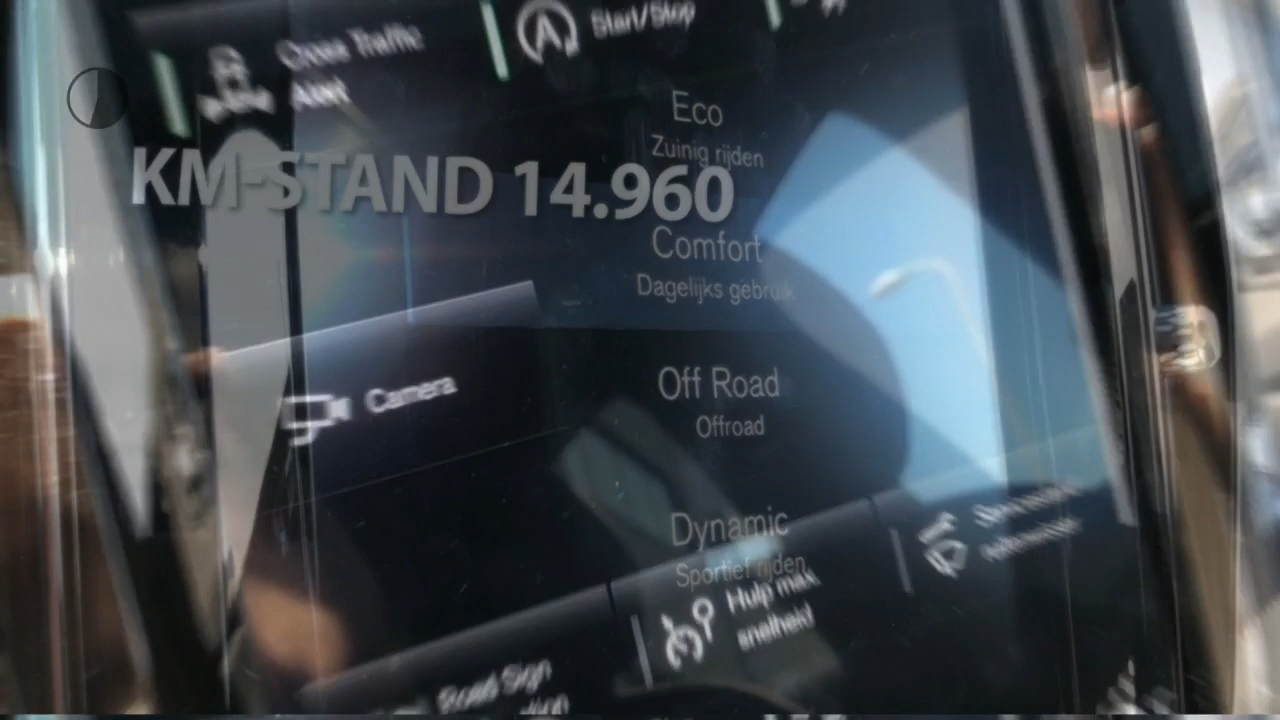 Cross Traffic
Alert
Start/Stop
Eco
Zuinig rijden
KM-STAND 14.960
Comfort
Dagelijks gebruik
Camera
Off Road
Offroad
Dynamic
Sportief rijden
Hulp max.
snelheid
Road Sign